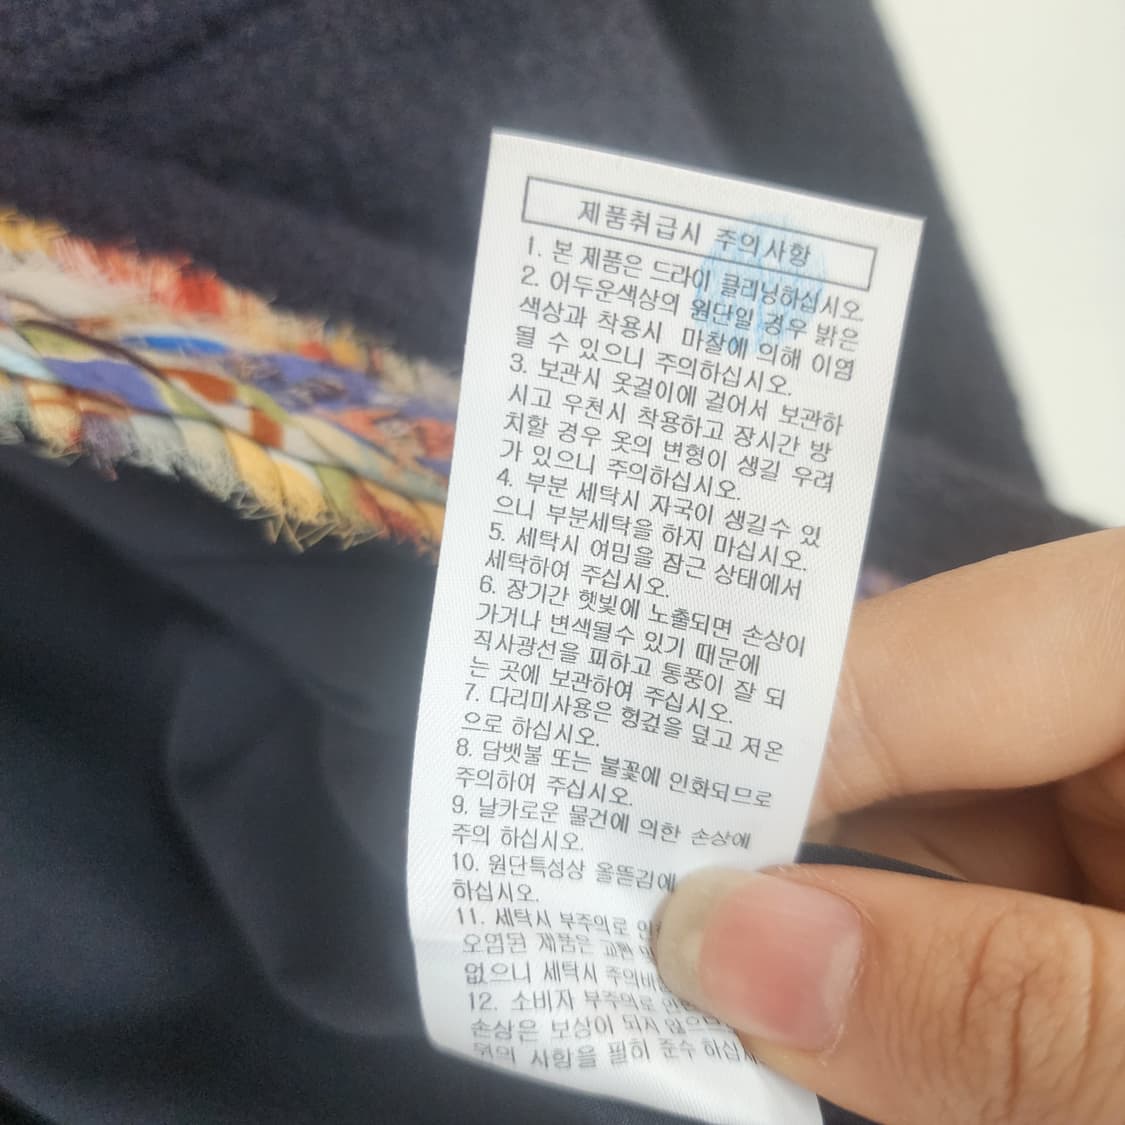 제품취급시 주의사항
1. 본 제품은 드라이 클리닝하십시오
2. 어두운색상의 원단일 경우 밝은
색상과 착용시 마찰에 의해 이염
될 수 있으니 주의하십시오.
3. 보관시 옷걸이에 걸어서 보관하
시고 우천시 착용하고 장시간 방
치할 경우 옷의 변형이 생길 우려
가 있으니 주의하십시오.
4. 부분 세탁시 자국이 생길수 있
으니 부분세탁을 하지 마십시오.
5. 세탁시 여밈을 잠근 상태에서
세탁하여 주십시오.
6. 장기간 햇빛에 노출되면 손상이
가거나 변색될수 있기 때문에
직사광선을 피하고 통풍이 잘 되
는 곳에 보관하여 주십시오.
7. 다리미사용은 헝겊을 덮고 저온
으로 하십시오.
8. 담뱃불 또는 불꽃에 인화되므로
주의하여 주십시오.
9. 날카로운 물건에 의한 손상에
주의 하십시오.
10. 원단특성상 올뜯김에
하십시오.
11. 세탁시 부주의로
오염된 제품은 교환
없으니 세탁시
12. 소비자 부주의로
손상은 보상이 되지
사항을 필히 준수